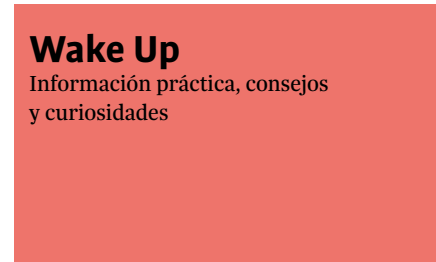 Wake Up
Información práctica, consejos
y curiosidades